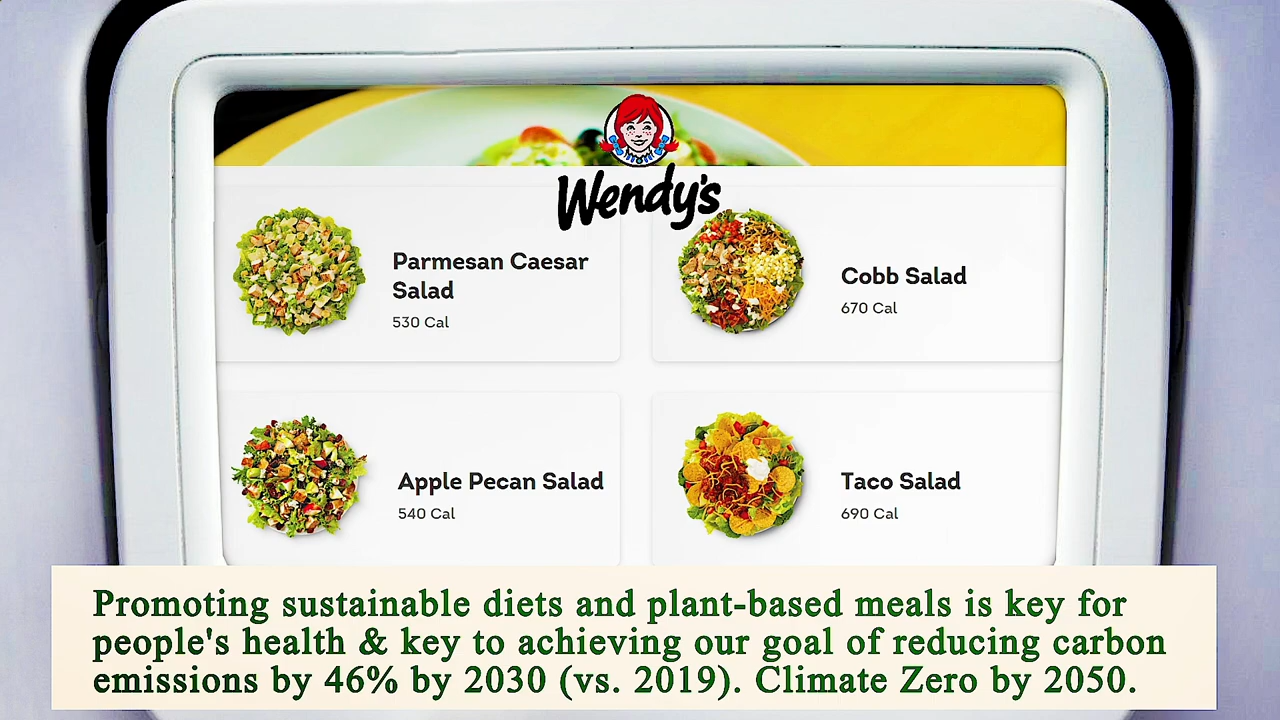 Wendy's
Parmesan Caesar
Salad
530 Cal
Cobb Salad
670 Cal
Apple Pecan Salad
540 Cal
Taco Salad
690 Cal
Promoting sustainable diets and plant-based meals is key for
people's health & key to achieving our goal of reducing carbon
emissions by 46% by 2030 (vs. 2019). Climate Zero by 2050.